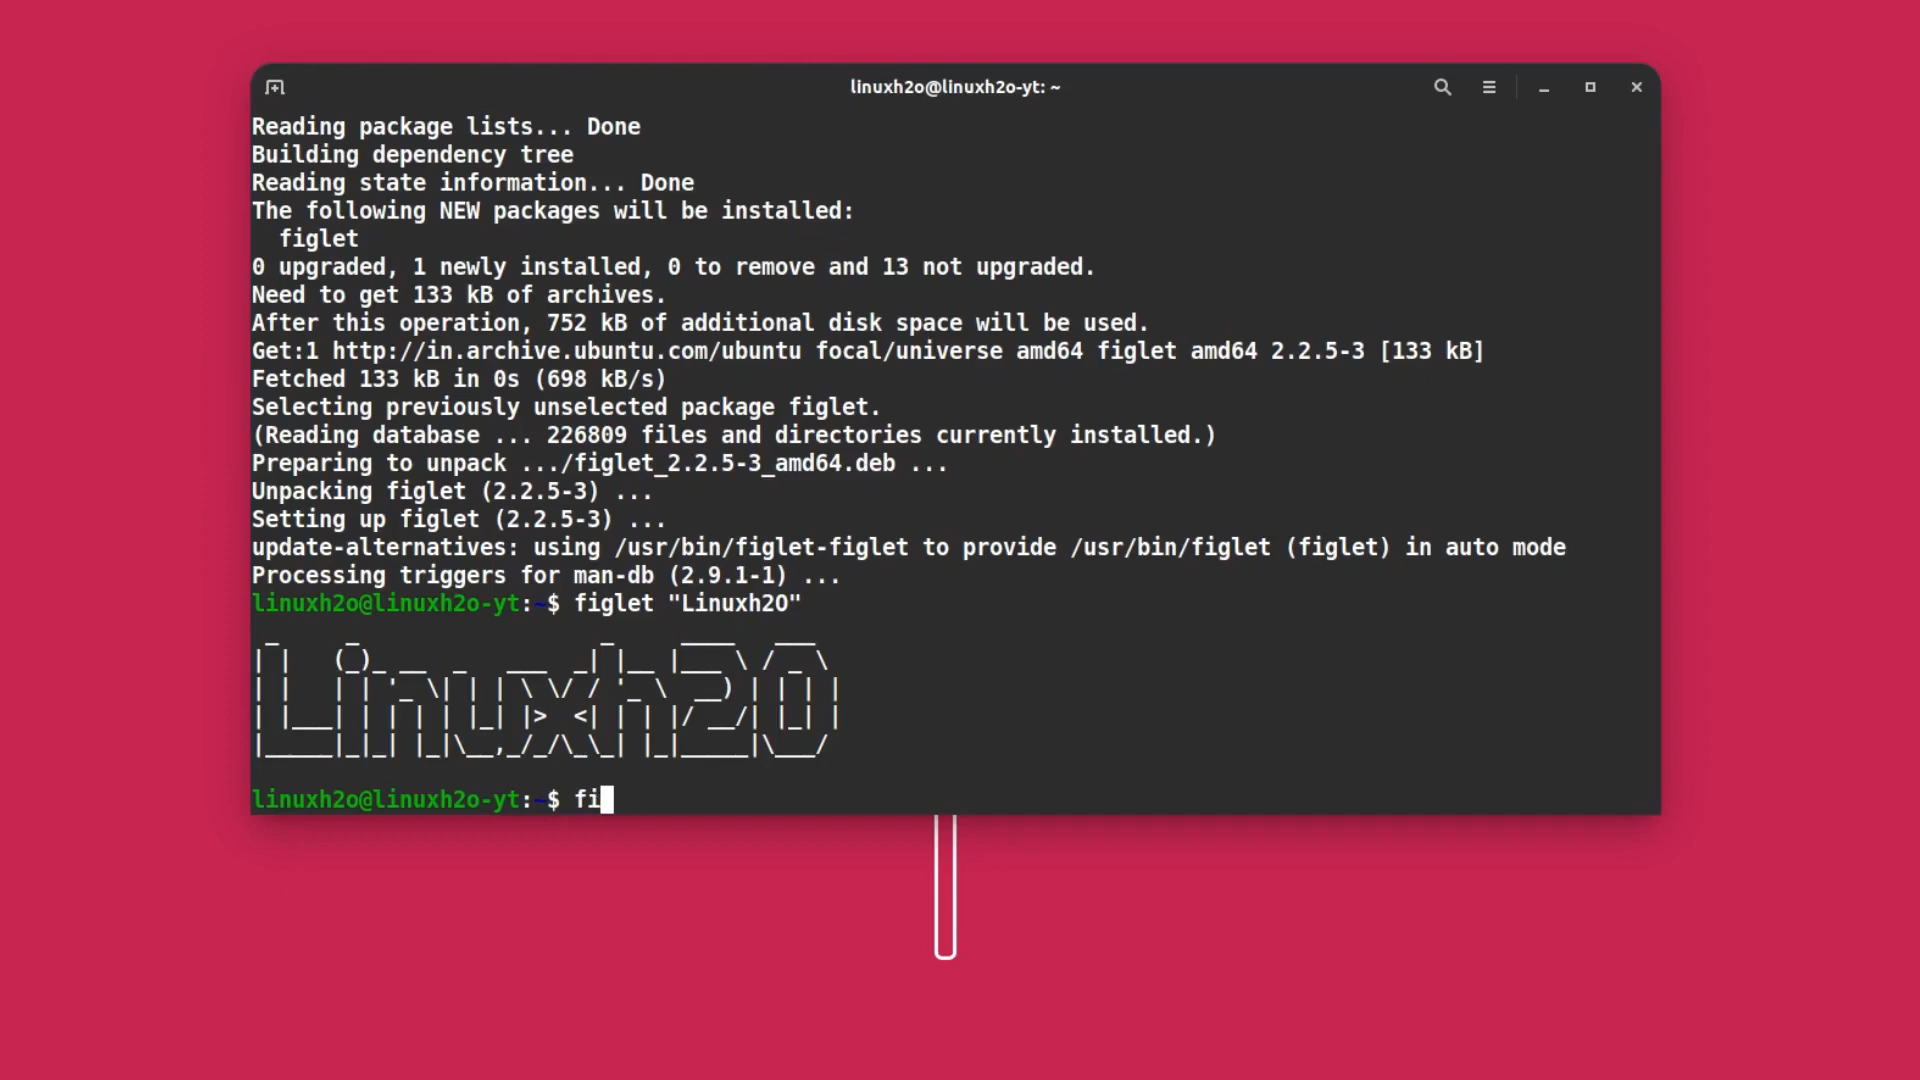 linuxh2o@linuxh2o-yt: ~
Reading package lists... Done
Building dependency tree
Reading state information... Done
The following NEW packages will be installed:
  figlet
0 upgraded, 1 newly installed, 0 to remove and 13 not upgraded.
Need to get 133 kB of archives.
After this operation, 752 kB of additional disk space will be used.
Get:1 http://in.archive.ubuntu.com/ubuntu focal/universe amd64 figlet amd64 2.2.5-3 [133 kB]
Fetched 133 kB in 0s (698 kB/s)
Selecting previously unselected package figlet.
(Reading database ... 226809 files and directories currently installed.)
Preparing to unpack .../figlet_2.2.5-3_amd64.deb ...
Unpacking figlet (2.2.5-3) ...
Setting up figlet (2.2.5-3) ...
update-alternatives: using /usr/bin/figlet-figlet to provide /usr/bin/figlet (figlet) in auto mode
Processing triggers for man-db (2.9.1-1) ...
linuxh2o@linuxh2o-yt:~$ figlet "Linuxh2O"
Linuxh2O
linuxh2o@linuxh2o-yt:~$ fi